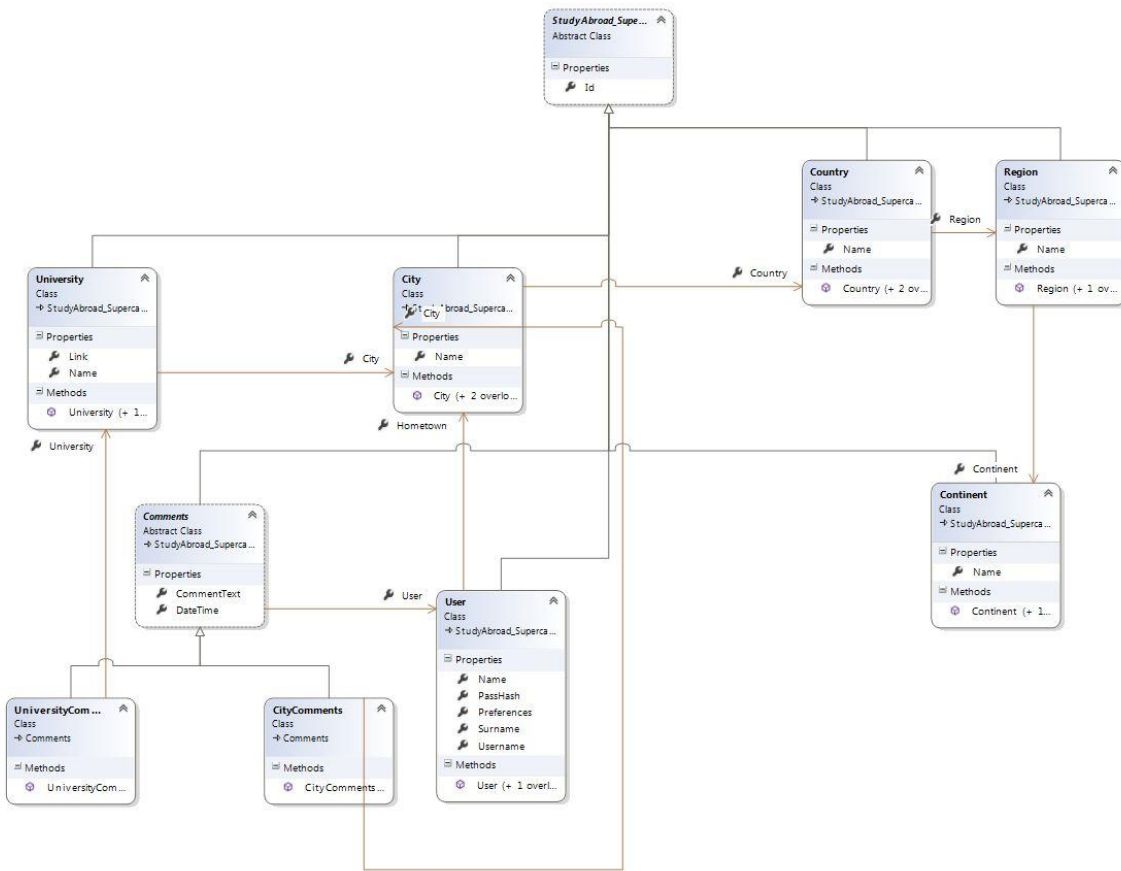 StudyAbroad_Supe...
Abstract Class
Properties
Id
Country
Class
StudyAbroad_Superca...
Properties
Name
Methods
Country (+ 2 ov...
Region
Region
Class
StudyAbroad_Superca...
Properties
Name
Methods
Region (+ 1 ov...
University
Class
StudyAbroad_Superca...
Properties
Link
Name
Methods
University (+ 1...
City
City
Class
StudyAbroad_Superca...
City
Properties
Name
Methods
City (+ 2 overlo...
Country
University
Hometown
Continent
Comments
Abstract Class
StudyAbroad_Superca...
Properties
CommentText
DateTime
User
User
Class
StudyAbroad_Superca...
Properties
Name
PassHash
Preferences
Surname
Username
Methods
User (+ 1 overl...
Continent
Class
StudyAbroad_Superca...
Properties
Name
Methods
Continent (+ 1...
UniversityCom...
Class
Comments
Methods
UniversityCom...
CityComments
Class
Comments
Methods
CityComments...